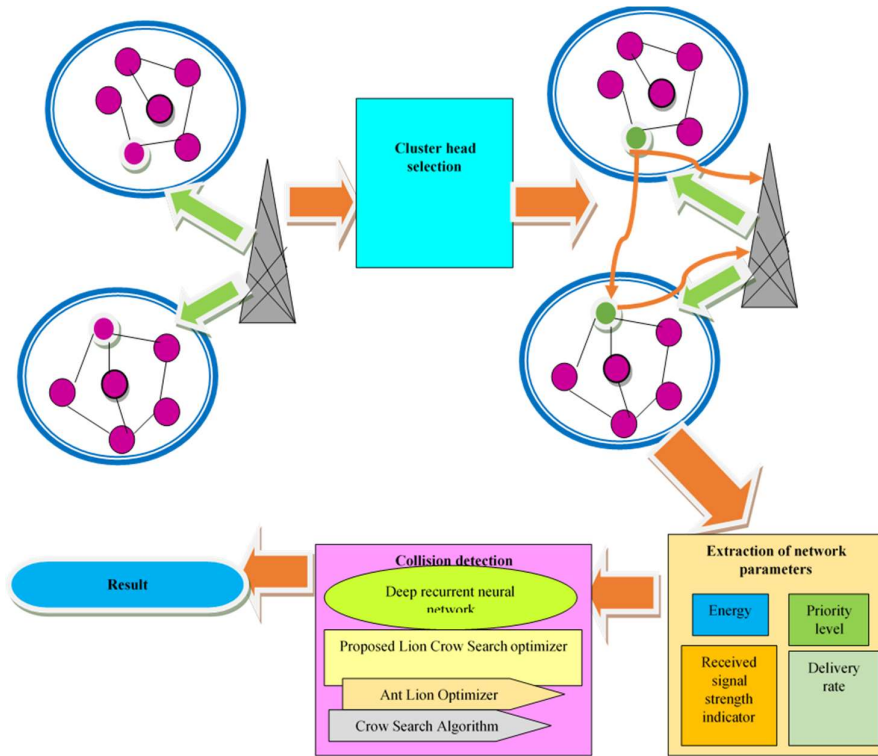 Cluster head
selection
Extraction of network
parameters
Energy
Priority
level
Received
signal
strength
indicator
Delivery
rate
Collision detection
Deep recurrent neural
network
Proposed Lion Crow Search optimizer
Ant Lion Optimizer
Crow Search Algorithm
Result